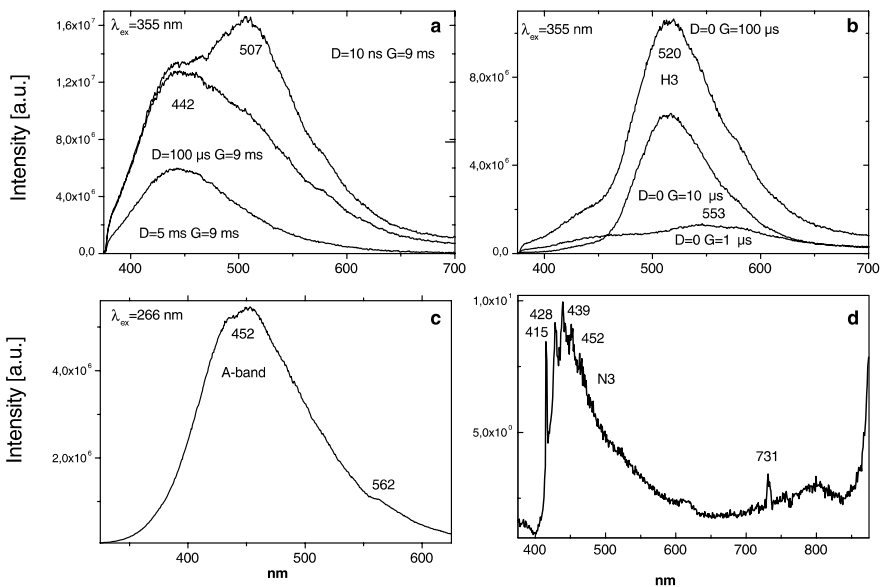 λex=355 nm
a
1,6x10⁷
507
D=10 ns G=9 ms
1,2x10⁷
442
8,0x10⁶
D=100 µs G=9 ms
4,0x10⁶
D=5 ms G=9 ms
0,0
400 500 600 700
Intensity [a.u.]
λex=355 nm
D=0 G=100 µs
b
520
H3
8,0x10⁶
4,0x10⁶
D=0 G=10 µs
553
D=0 G=1 µs
0,0
400 500 600 700
λex=266 nm
c
452
A-band
4,0x10⁶
2,0x10⁶
562
400 500 600
nm
Intensity [a.u.]
1,0x10¹
d
428 439
415 452
N3
5,0x10⁰
731
400 500 600 700 800
nm